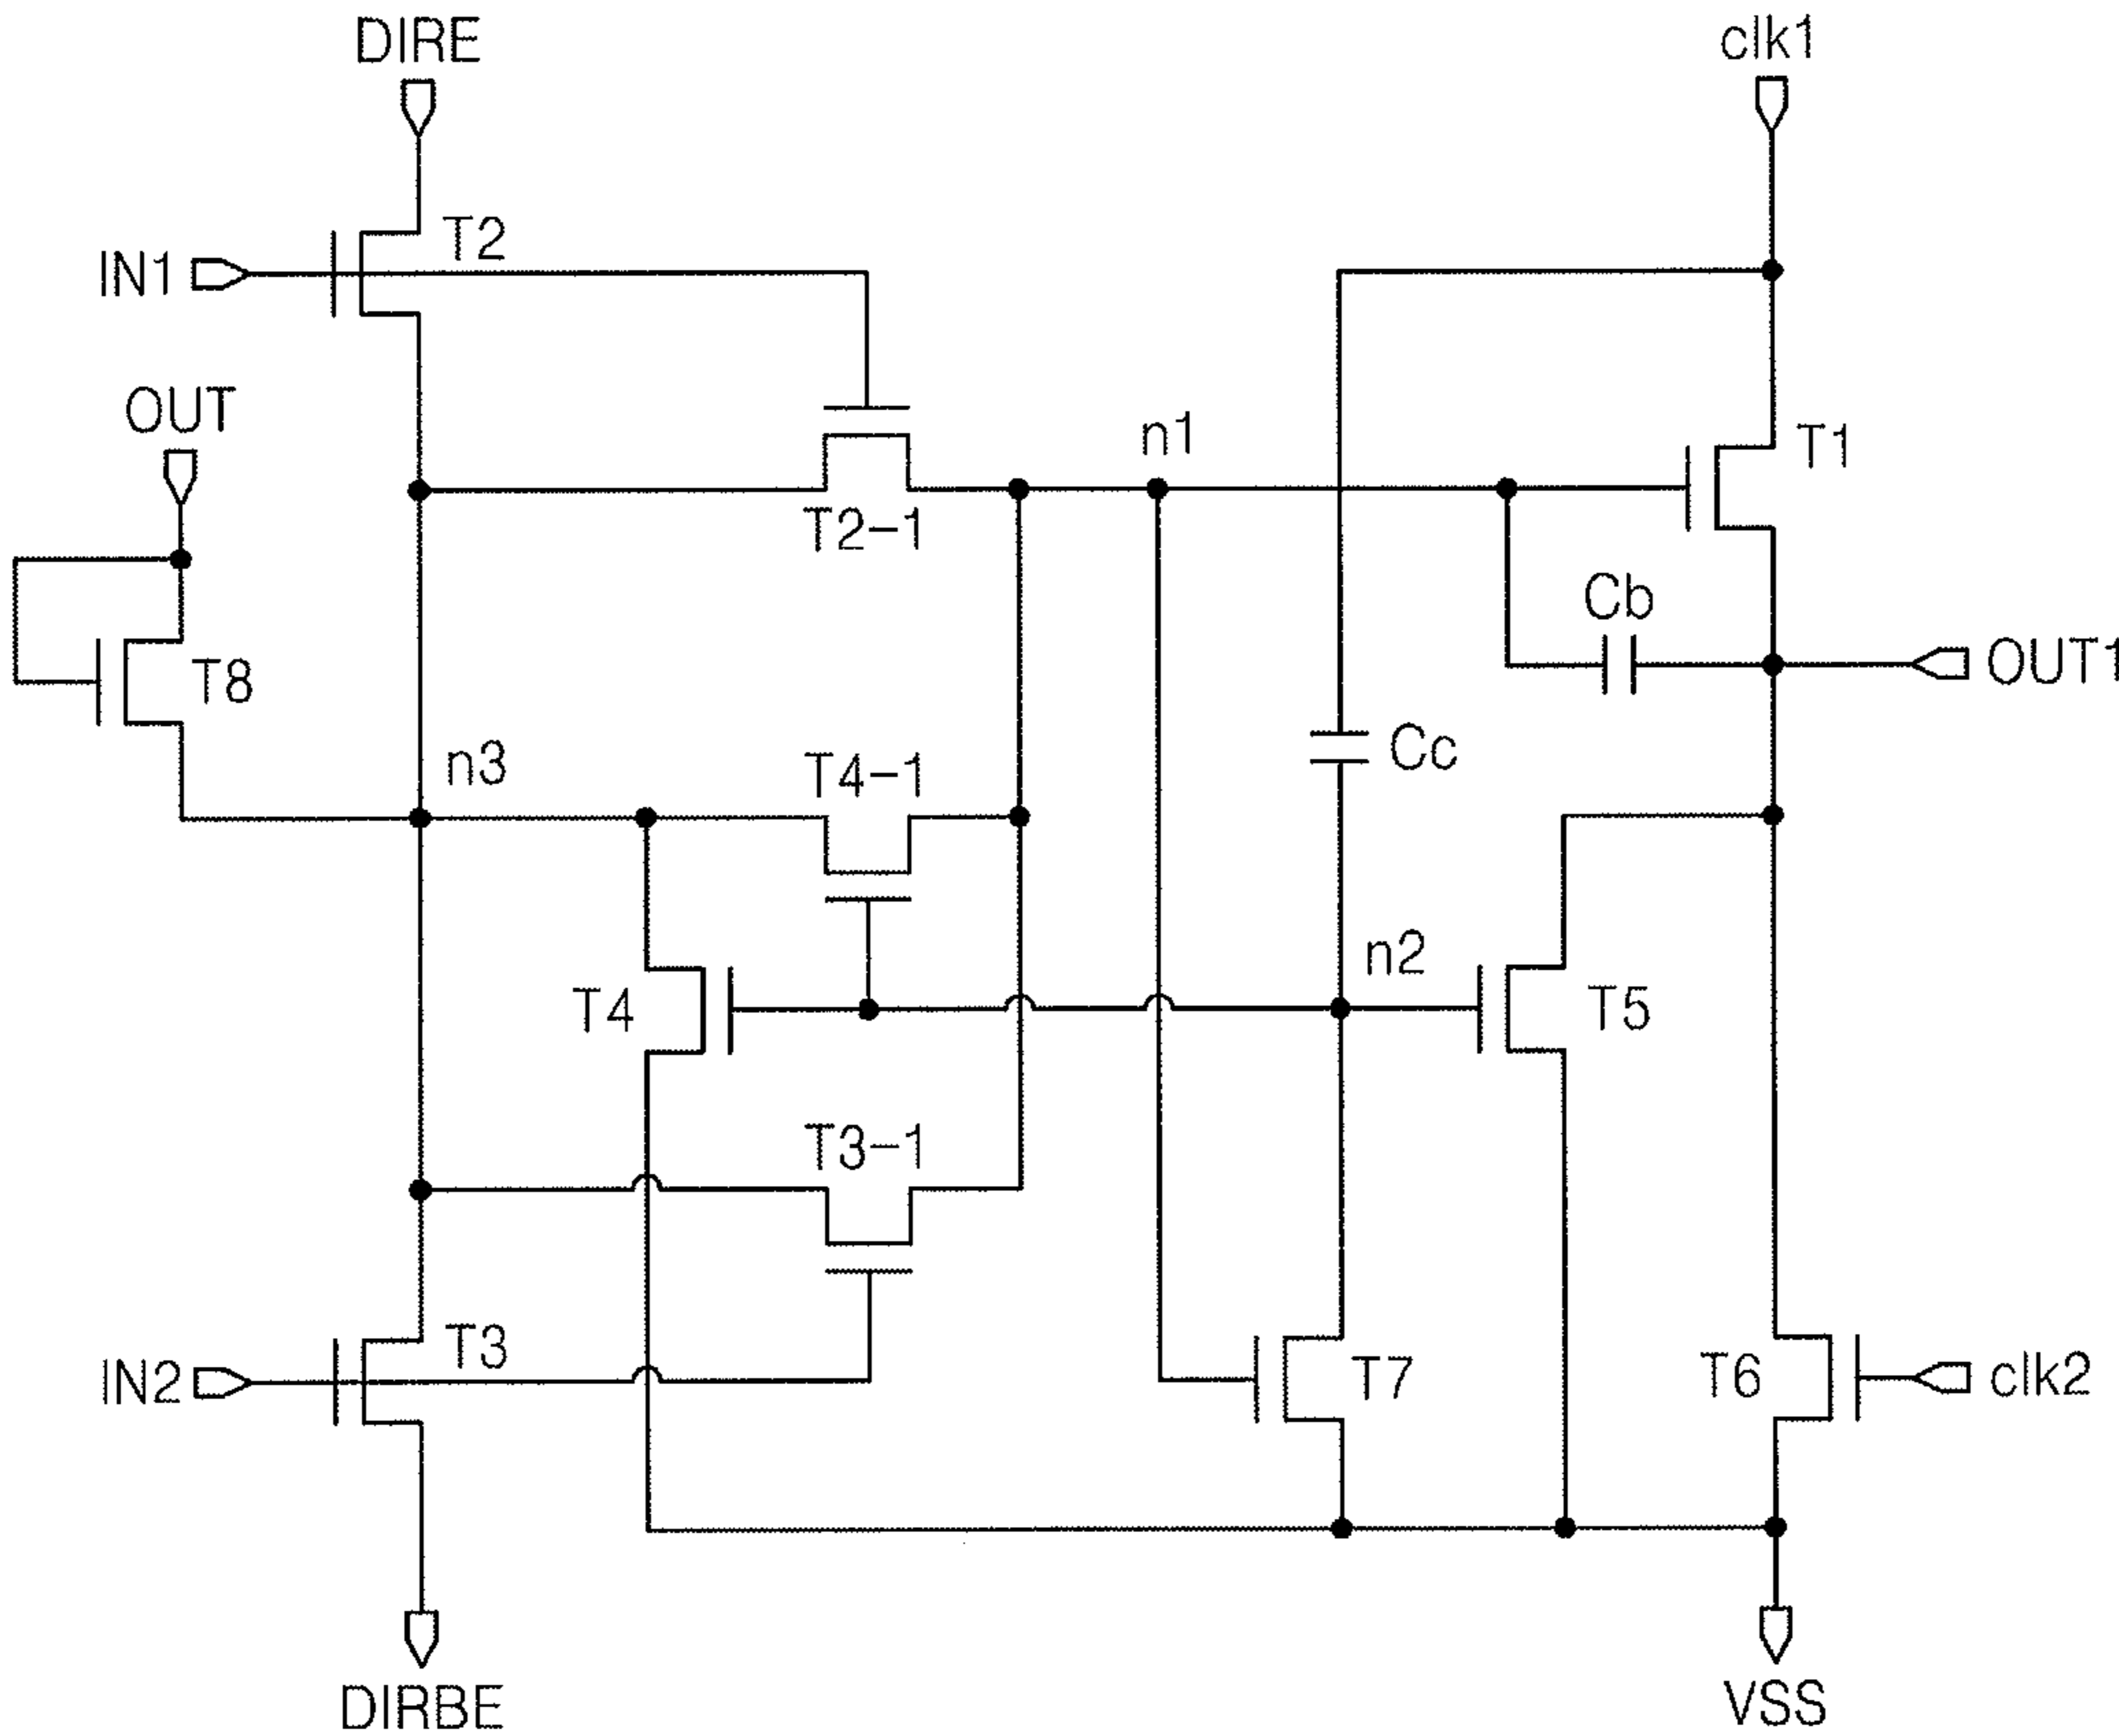 DIRE
clk1
T2
IN1
OUT
n1
T1
T2-1
Cb
T8
OUT1
n3
T4-1
Cc
n2
T4
T5
T3-1
T3
IN2
T7
T6
clk2
DIRBE
VSS